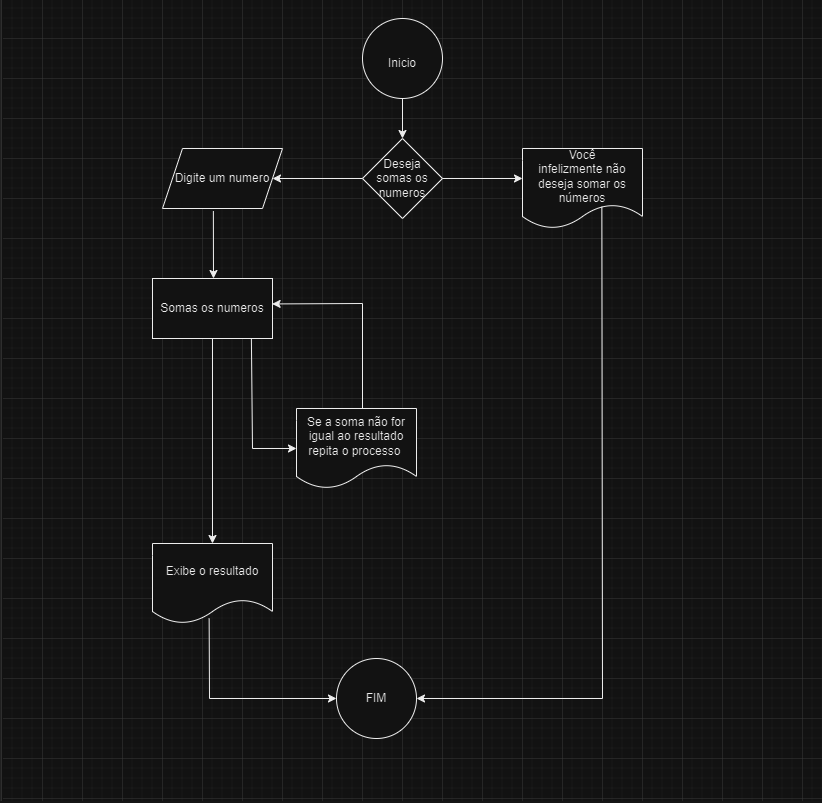 Inicio
Deseja
somas os
numeros
Digite um numero
Você
infelizmente não
deseja somar os
números
Somas os numeros
Se a soma não for
igual ao resultado
repita o processo
Exibe o resultado
FIM